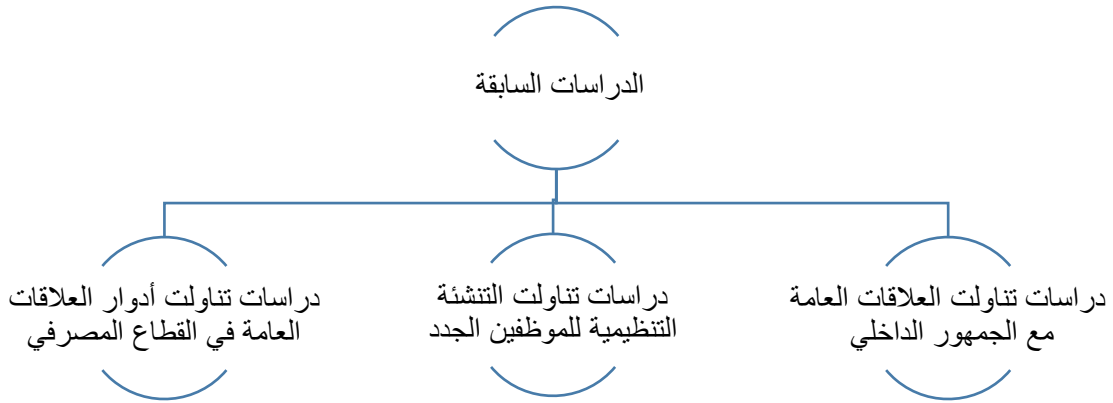 الدراسات السابقة
دراسات تناولت العلاقات العامة
مع الجمهور الداخلي
دراسات تناولت التنشئة
التنظيمية للموظفين الجدد
دراسات تناولت أدوار العلاقات
العامة في القطاع المصرفي